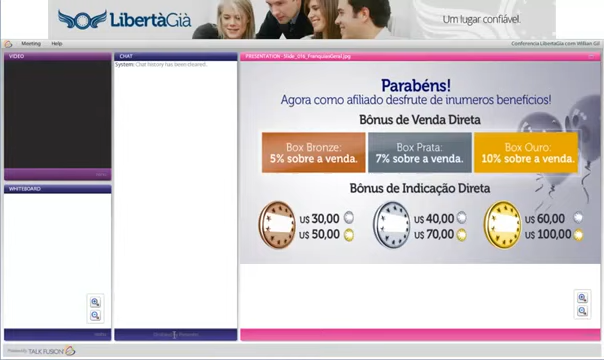 LibertàGià
Um lugar confiável.
Meeting Help
Conferencia LibertaGia com Willian Gil
VIDEO
CHAT
PRESENTATION - Slide_014_FranquiaoGeral.jpg
System: Chat history has been cleared.
Parabéns!
Agora como afiliado desfrute de inumeros benefícios!
Bônus de Venda Direta
Box Bronze:
5% sobre a venda.
Box Prata:
7% sobre a venda.
Box Ouro:
10% sobre a venda.
Bônus de Indicação Direta
U$ 30,00
U$ 50,00
U$ 40,00
U$ 70,00
U$ 60,00
U$ 100,00
WHITEBOARD
Powered by TALK FUSION